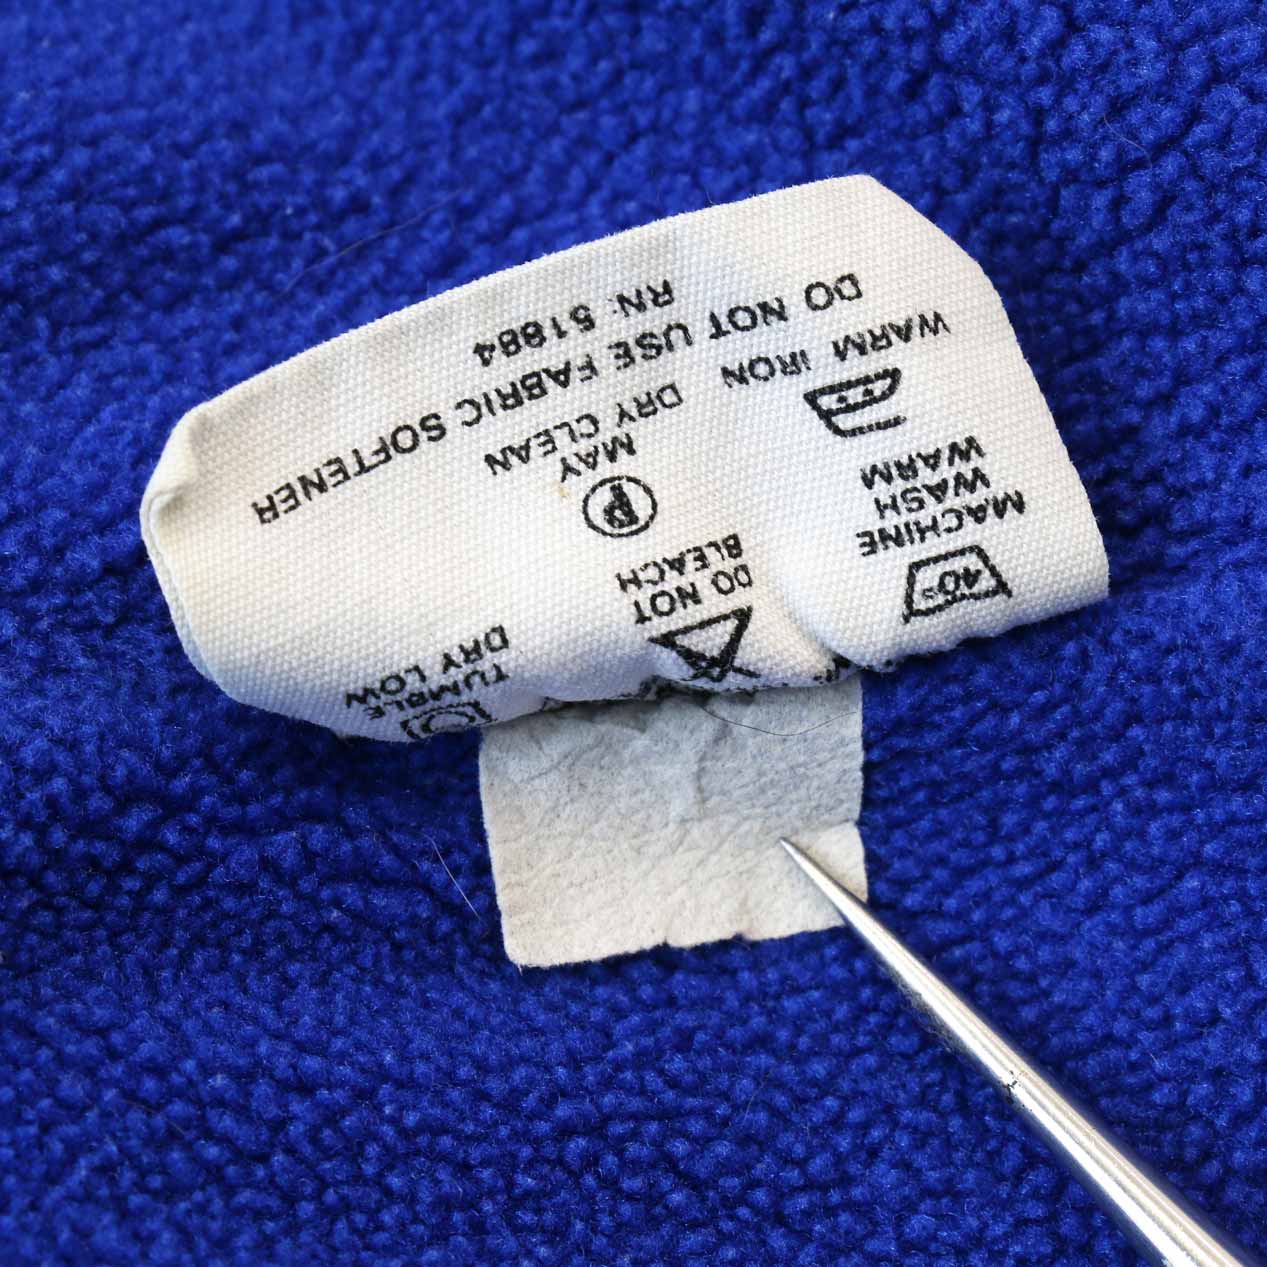 40°
MACHINE
WASH
WARM
DO NOT
BLEACH
TUMBLE
DRY LOW
WARM IRON
P
MAY
DRY CLEAN
DO NOT USE FABRIC SOFTENER
RN: 51884